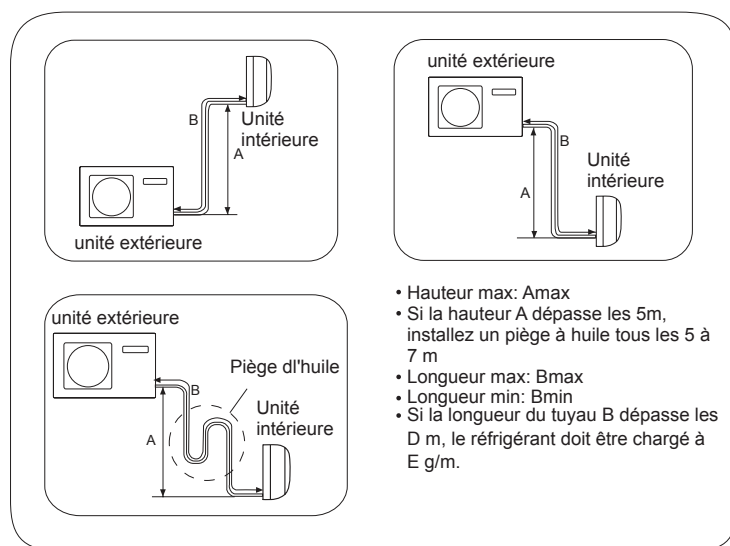 B
Unité
intérieure
A
unité extérieure
unité extérieure
B
Unité
intérieure
A
unité extérieure
Piège dl'huile
B
Unité
intérieure
A
• Hauteur max: Amax
• Si la hauteur A dépasse les 5m,
installez un piège à huile tous les 5 à
7 m
• Longueur max: Bmax
• Longueur min: Bmin
• Si la longueur du tuyau B dépasse les
D m, le réfrigérant doit être chargé à
E g/m.